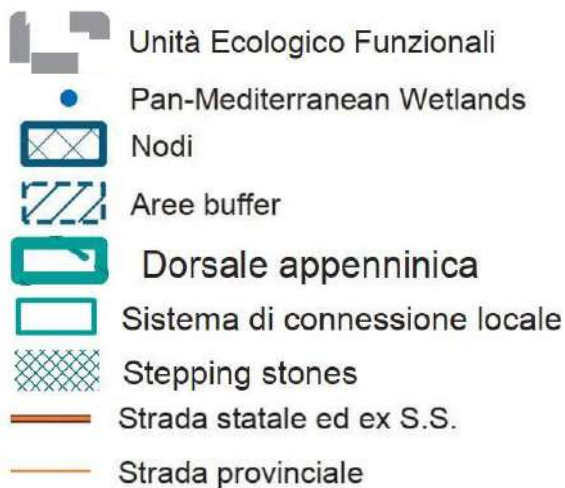 Unità Ecologico Funzionali
Pan-Mediterranean Wetlands
Nodi
Aree buffer
Dorsale appenninica
Sistema di connessione locale
Stepping stones
Strada statale ed ex S.S.
Strada provinciale